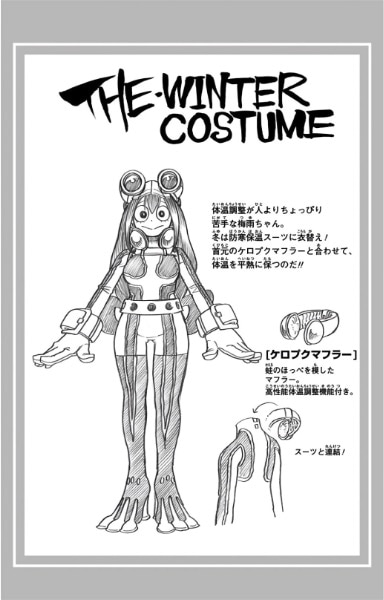 THE・WINTER
COSTUME
体温調整が人よりちょっぴり
苦手な梅雨ちゃん。
冬は防寒保温スーツに衣替え!
首元のケロプクマフラーと合わせて、
体温を平熱に保つのだ!!
[ケロプクマフラー]
蛙のほっぺを模した
マフラー。
高性能体温調整機能付き。
スーツと連結!